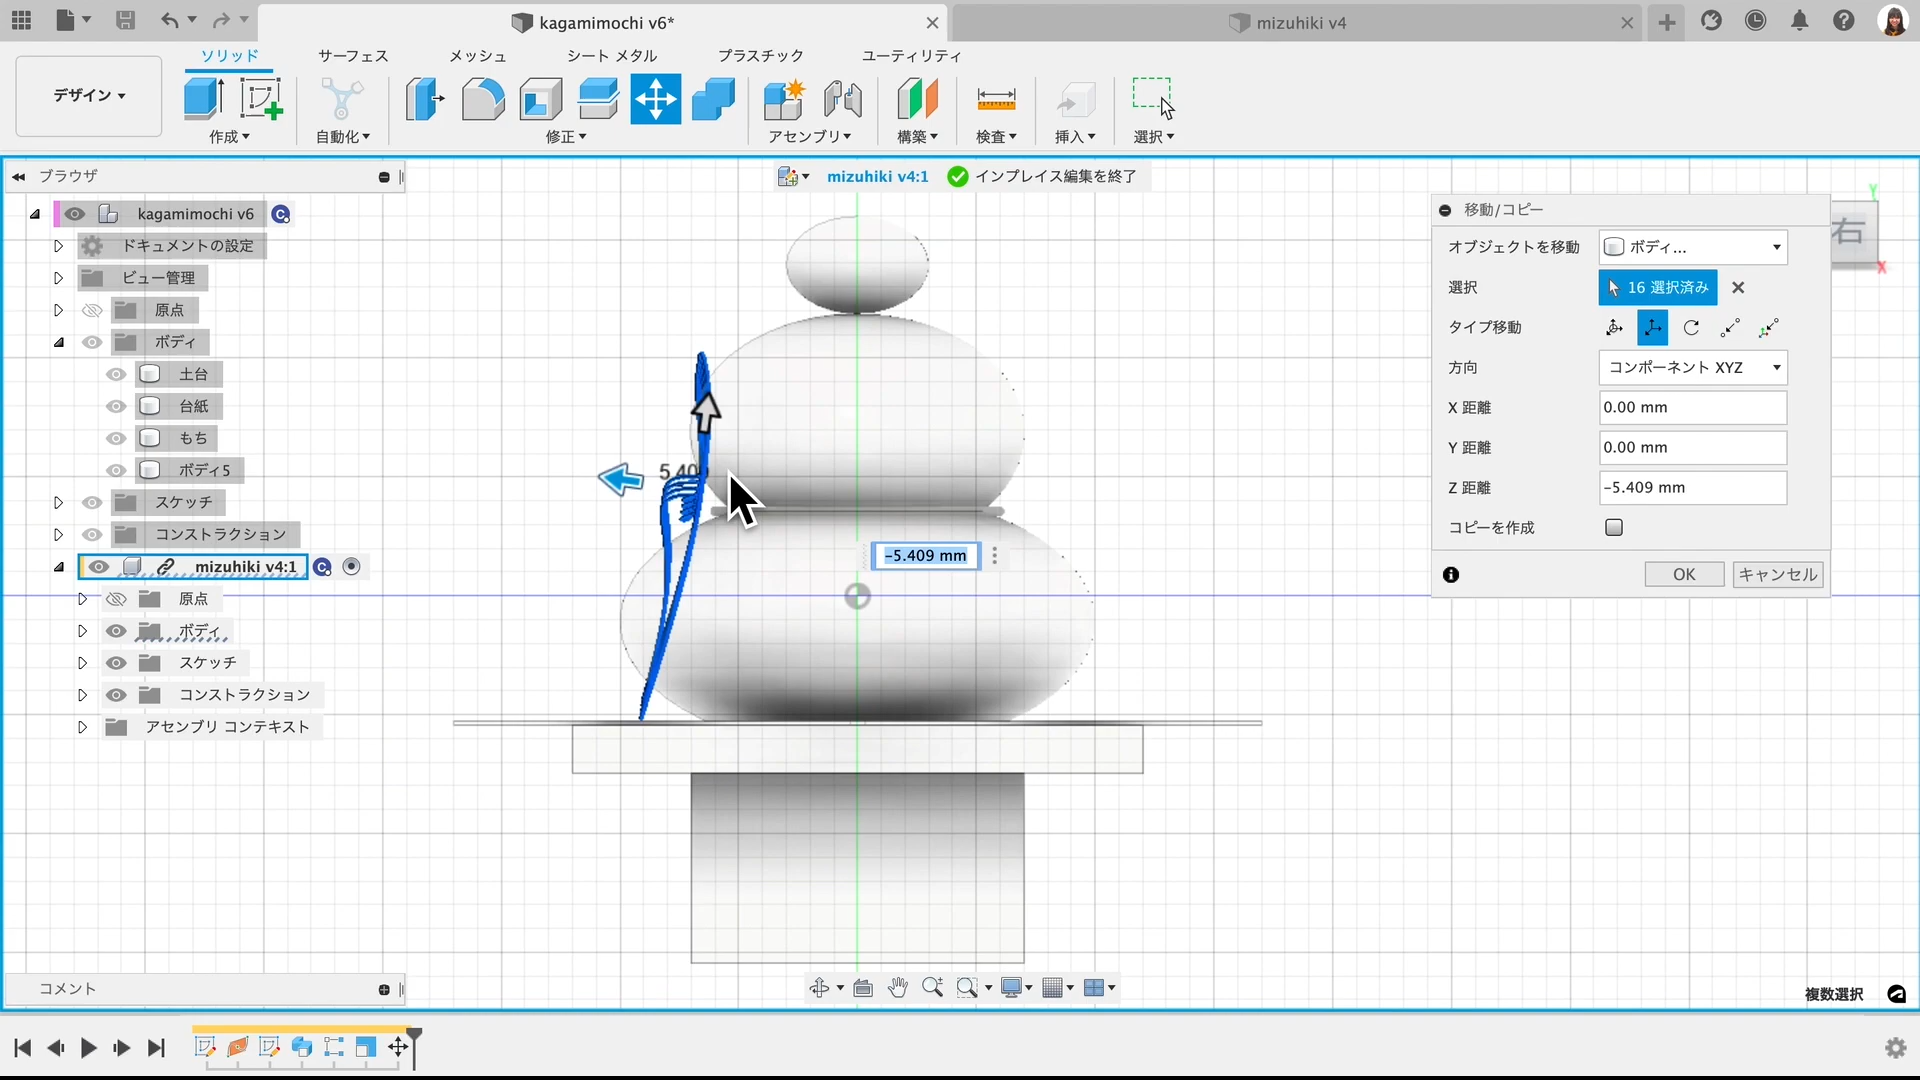 kagamimochi v6*
mizuhiki v4
ソリッド
サーフェス
メッシュ
シート メタル
プラスチック
ユーティリティ
デザイン
作成
自動化
修正
アセンブリ
構築
検査
挿入
選択
ブラウザ
mizuhiki v4:1
インプレイス編集を終了
kagamimochi v6
ドキュメントの設定
ビュー管理
原点
ボディ
土台
台紙
もち
ボディ5
スケッチ
コンストラクション
mizuhiki v4:1
原点
ボディ
スケッチ
コンストラクション
アセンブリ コンテキスト
5.409
-5.409 mm
右
Y
X
移動/コピー
オブジェクトを移動
ボディ...
選択
16 選択済み
タイプ移動
方向
コンポーネント XYZ
X 距離
0.00 mm
Y 距離
0.00 mm
Z 距離
-5.409 mm
コピーを作成
OK
キャンセル
コメント
複数選択